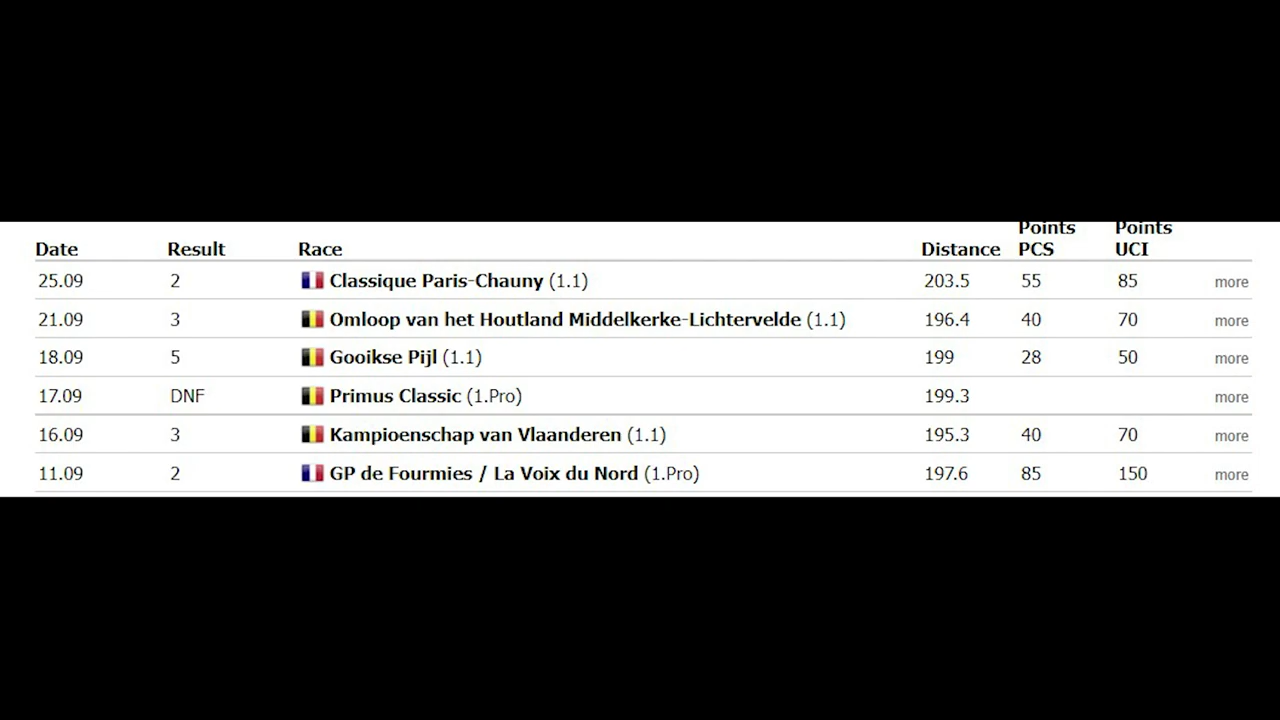 Date Result Race Distance Points PCS Points UCI
25.09 2 Classique Paris-Chauny (1.1) 203.5 55 85 more
21.09 3 Omloop van het Houtland Middelkerke-Lichtervelde (1.1) 196.4 40 70 more
18.09 5 Gooikse Pijl (1.1) 199 28 50 more
17.09 DNF Primus Classic (1.Pro) 199.3 more
16.09 3 Kampioenschap van Vlaanderen (1.1) 195.3 40 70 more
11.09 2 GP de Fourmies / La Voix du Nord (1.Pro) 197.6 85 150 more